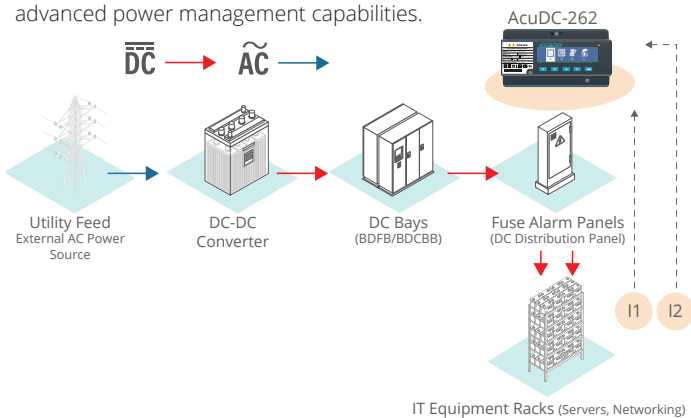 advanced power management capabilities.
AcuDC-262
DC
AC
Utility Feed
External AC Power
Source
DC-DC
Converter
DC Bays
(BDFB/BDCBB)
Fuse Alarm Panels
(DC Distribution Panel)
I1
I2
IT Equipment Racks (Servers, Networking)